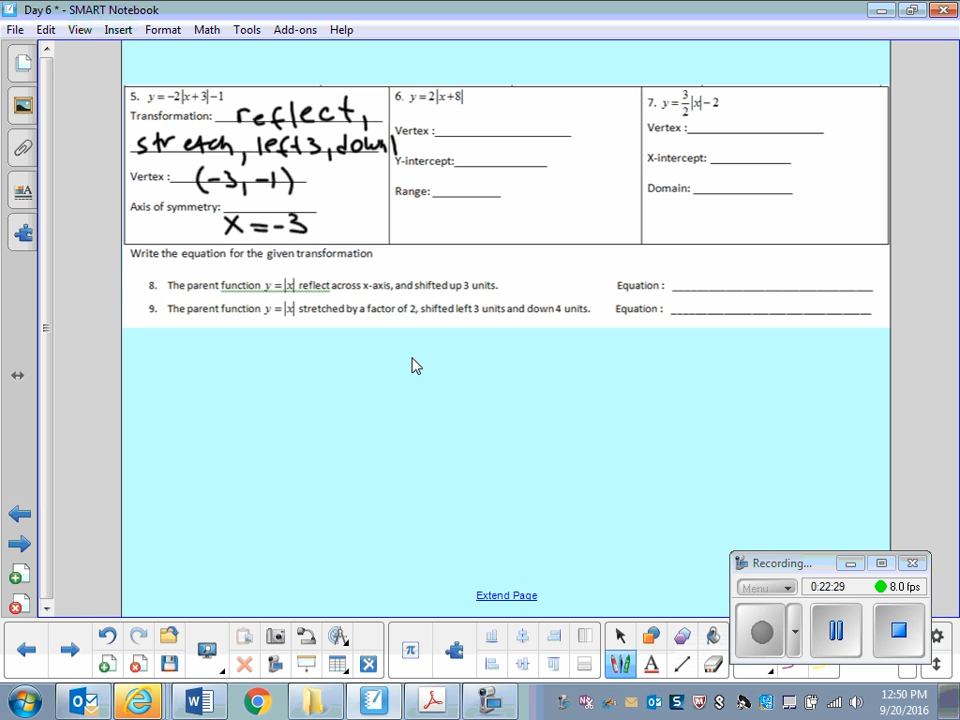 Day 6 * - SMART Notebook
File Edit View Insert Format Math Tools Add-ons Help
5. y = -2|x+3|-1
Transformation: reflect,
stretch, left 3, down 1
Vertex : (-3, -1)
Axis of symmetry:
x = -3
6. y = 2|x+8|
Vertex :
Y-intercept:
Range:
7. y = 3/2|x| - 2
Vertex :
X-intercept:
Domain:
Write the equation for the given transformation
8. The parent function y = |x| reflect across x-axis, and shifted up 3 units. Equation :
9. The parent function y = |x| stretched by a factor of 2, shifted left 3 units and down 4 units. Equation :
Extend Page
Recording...
Menu 0:22:29 8.0 fps
12:50 PM
9/20/2016